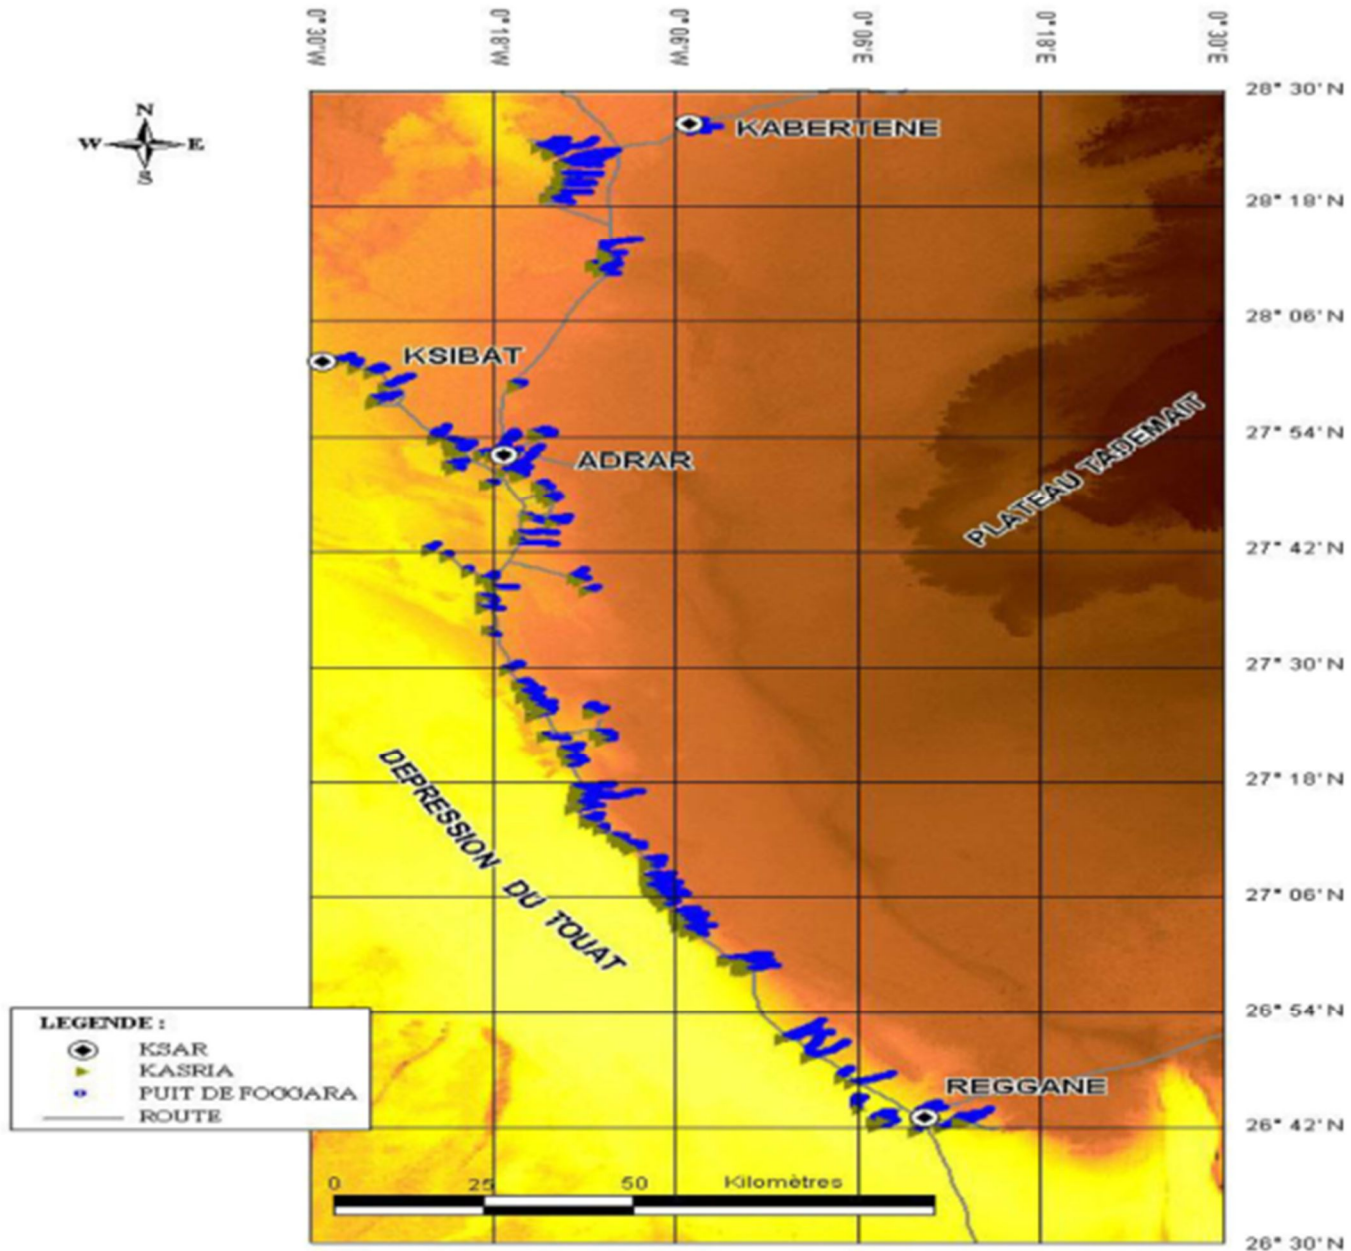 0°30'W
0°18'W
0°06'W
0°06'E
0°18'E
0°30'E
28° 30' N
N
W E
S
KABERTENE
28° 18' N
28° 06' N
KSIBAT
PLATEAU TADEMAIT
27° 54' N
ADRAR
27° 42' N
27° 30' N
DEPRESSION DU TOUAT
27° 18' N
27° 06' N
26° 54' N
LEGENDE :
KSAR
KASRIA
PUIT DE FOGGARA
ROUTE
REGGANE
26° 42' N
0 25 50 Kilomètres
26° 30' N